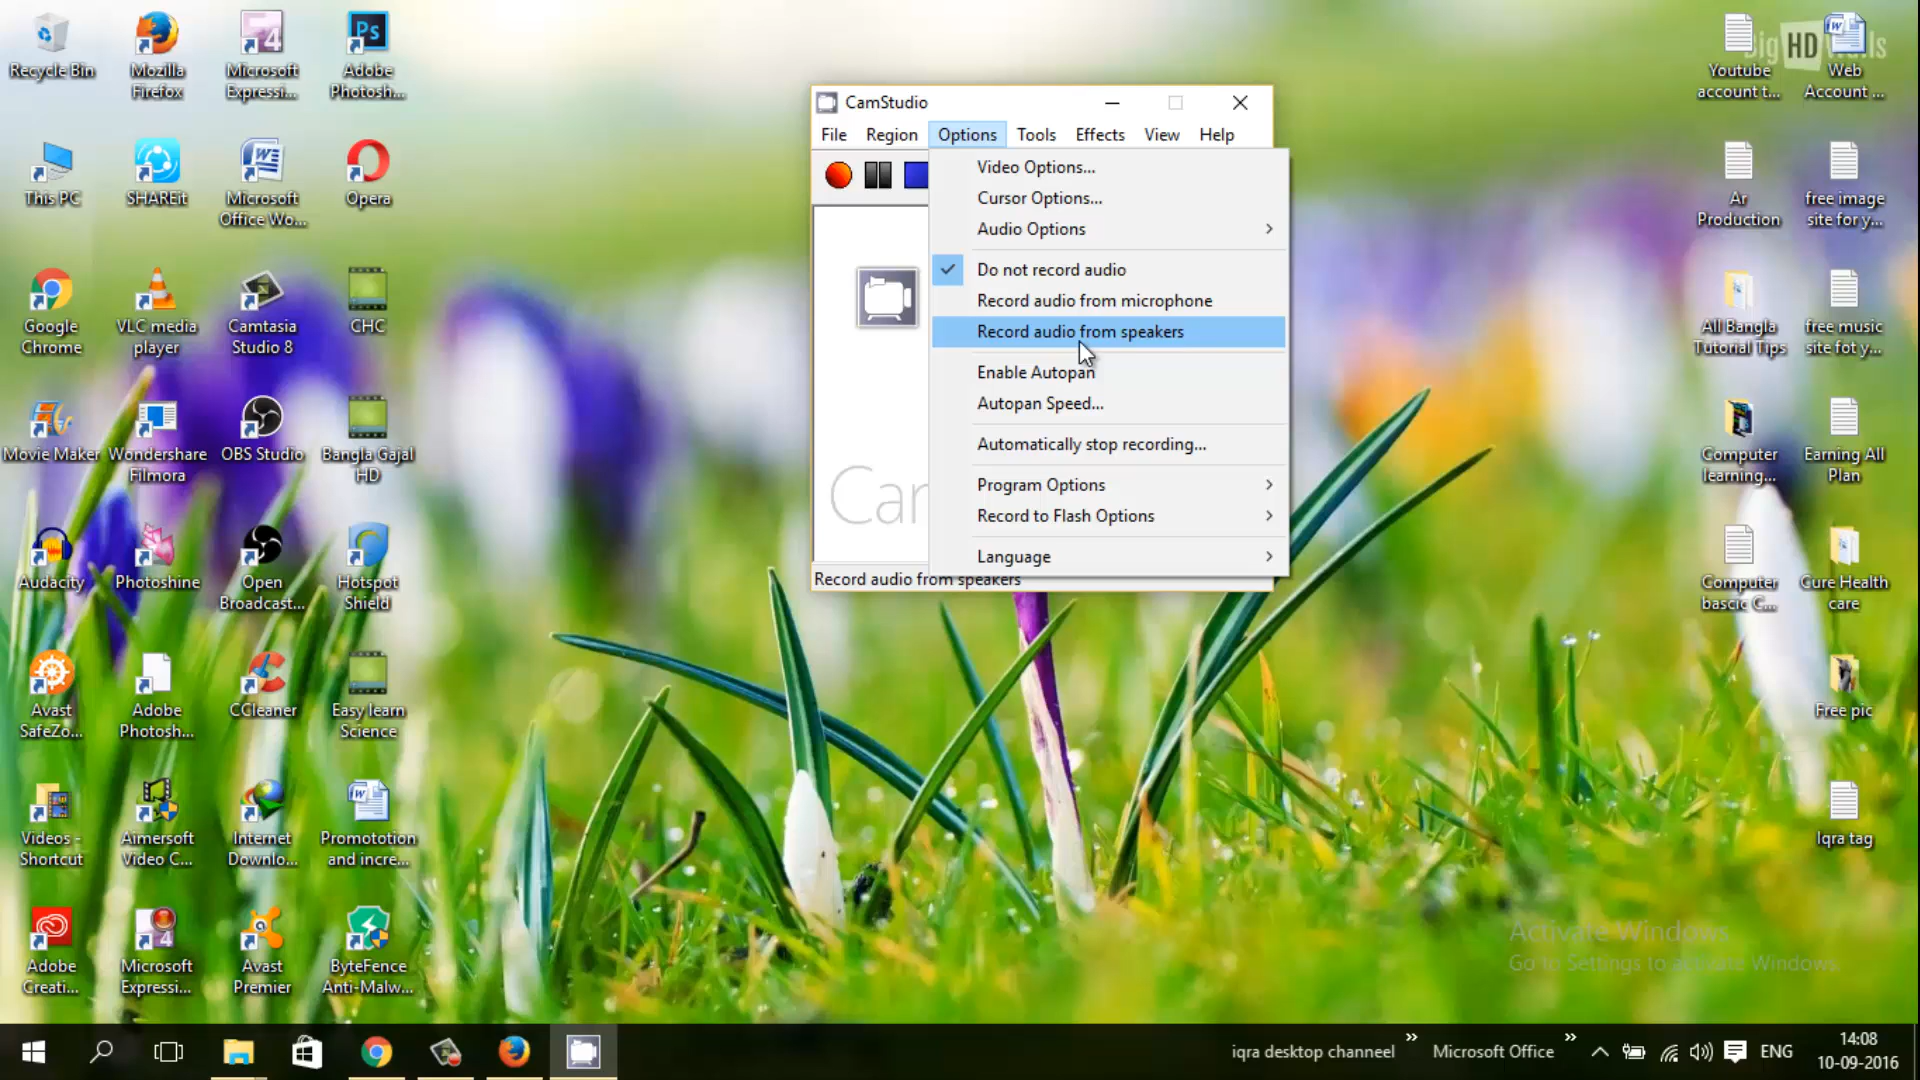 Recycle Bin
Mozilla
Firefox
Microsoft
Expressi...
Adobe
Photosh...
This PC
SHAREit
Microsoft
Office Wo...
Opera
Google
Chrome
VLC media
player
Camtasia
Studio 8
CHC
Movie Maker
Wondershare
Filmora
OBS Studio
Bangla Gajal
HD
Audacity
Photoshine
Open
Broadcast...
Hotspot
Shield
Avast
SafeZo...
Adobe
Photosh...
CCleaner
Easy learn
Science
Videos -
Shortcut
Aimersoft
Video C...
Internet
Downlo...
Promototion
and incre...
Adobe
Creati...
Microsoft
Expressi...
Avast
Premier
ByteFence
Anti-Malw...
CamStudio
File
Region
Options
Tools
Effects
View
Help
Video Options...
Cursor Options...
Audio Options
Do not record audio
Record audio from microphone
Record audio from speakers
Enable Autopan
Autopan Speed...
Automatically stop recording...
Program Options
Record to Flash Options
Language
Record audio from speakers
HD
Youtube
account t...
Web
Account ...
Ar
Production
free image
site for y...
All Bangla
Tutorial Tips
free music
site fot y...
Computer
learning...
Earning All
Plan
Computer
bascic C...
Cure Health
care
Free pic
Iqra tag
Activate Windows
Go to Settings to activate Windows.
iqra desktop channeel
Microsoft Office
ENG
14:08
10-09-2016